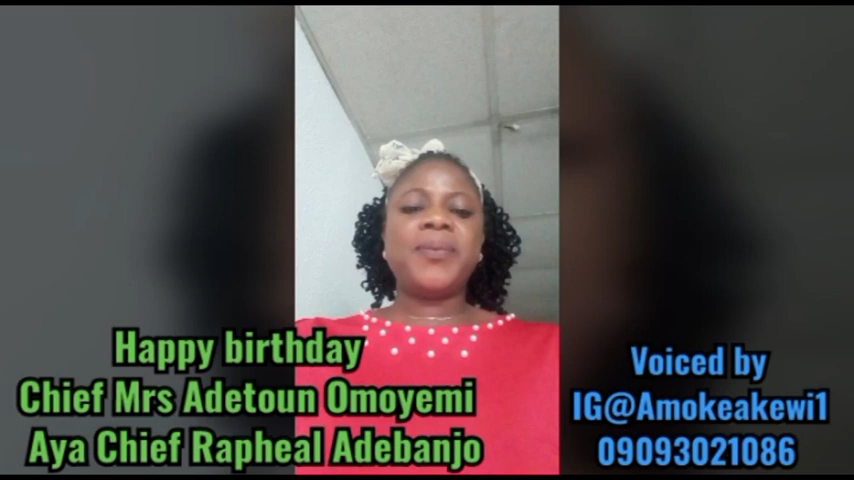 Happy birthday
Chief Mrs Adetoun Omoyemi
Aya Chief Rapheal Adebanjo
Voiced by
IG@Amokeakewi1
09093021086